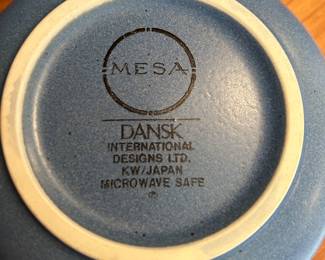 MESA
DANSK
INTERNATIONAL
DESIGNS LTD.
KW/JAPAN
MICROWAVE SAFE